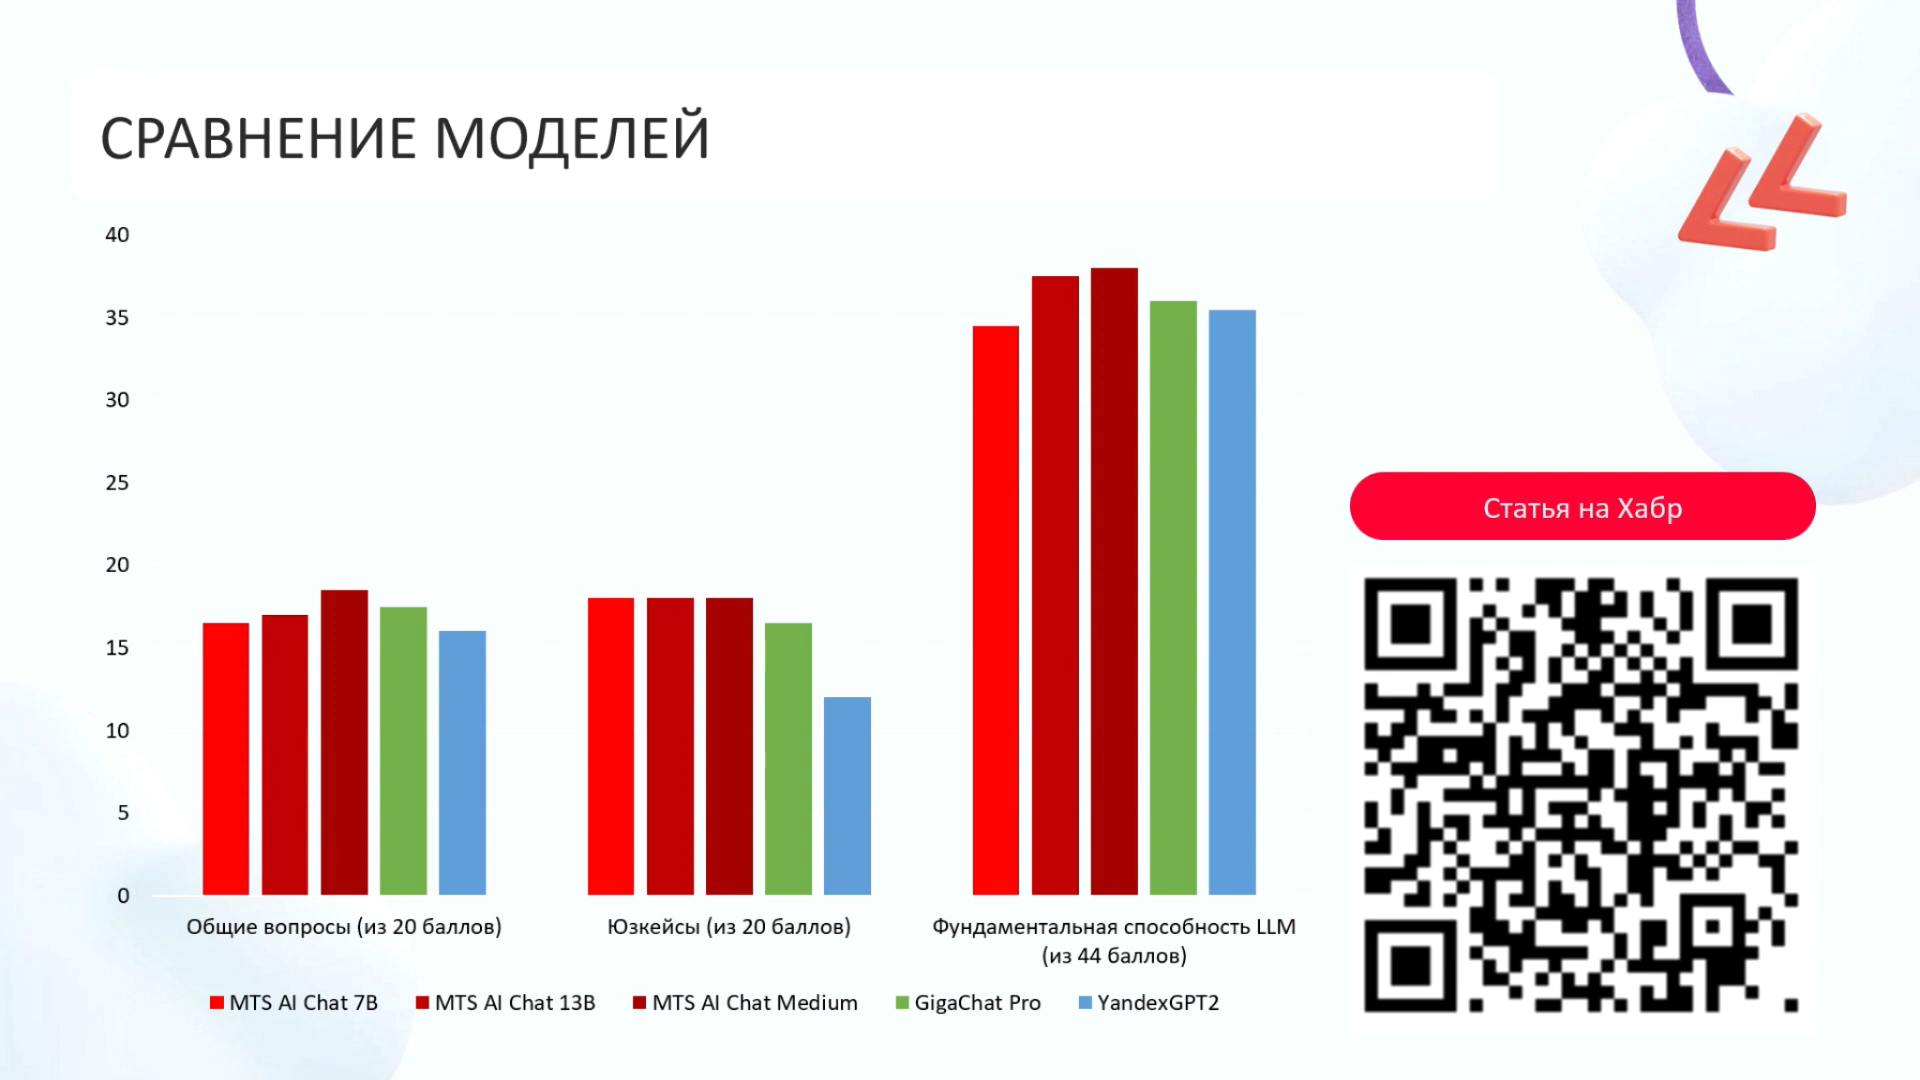 СРАВНЕНИЕ МОДЕЛЕЙ
40
35
30
25
20
15
10
5
0
Общие вопросы (из 20 баллов)
Юзкейсы (из 20 баллов)
Фундаментальная способность LLM
(из 44 баллов)
MTS AI Chat 7B
MTS AI Chat 13B
MTS AI Chat Medium
GigaChat Pro
YandexGPT2
Статья на Хабр